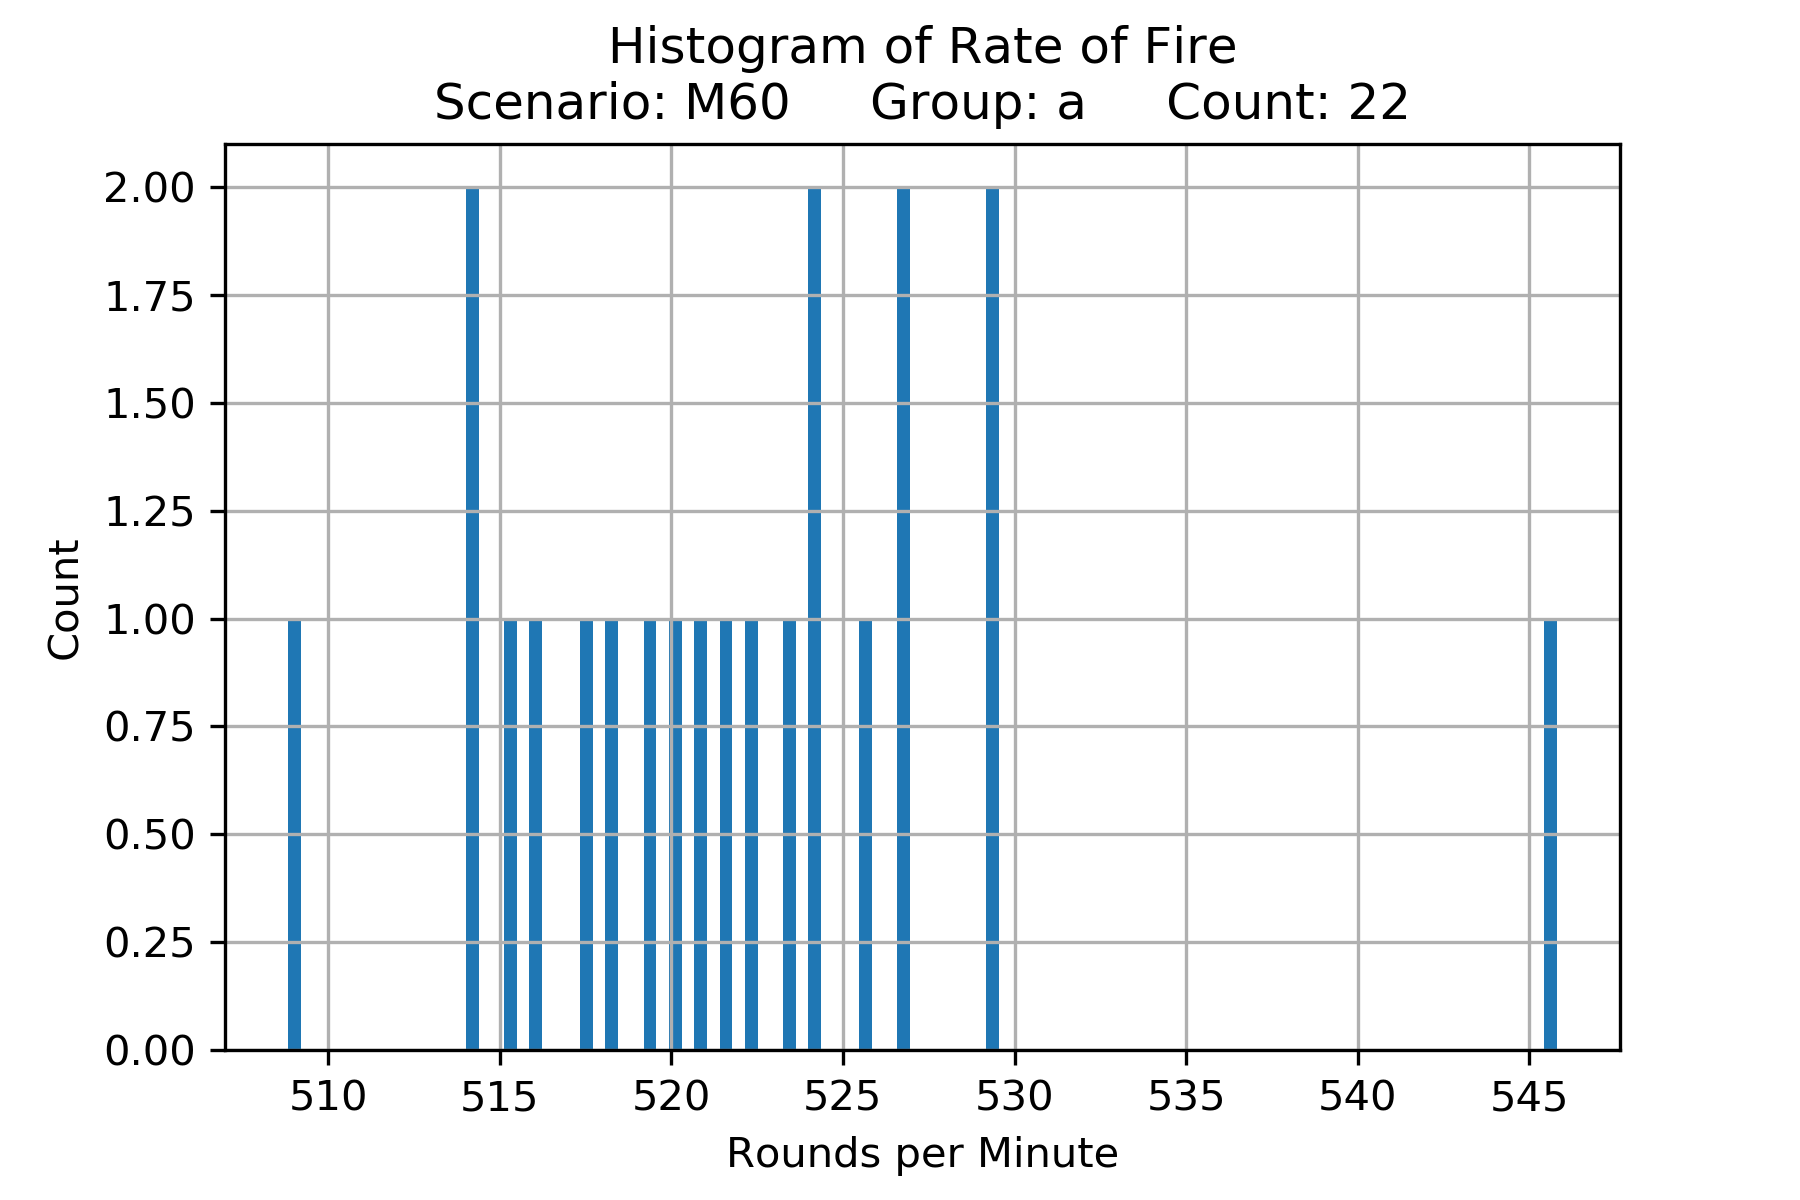 Histogram of Rate of Fire
Scenario: M60 Group: a Count: 22
2.00
1.75
1.50
1.25
1.00
0.75
0.50
0.25
0.00
Count
510 515 520 525 530 535 540 545
Rounds per Minute